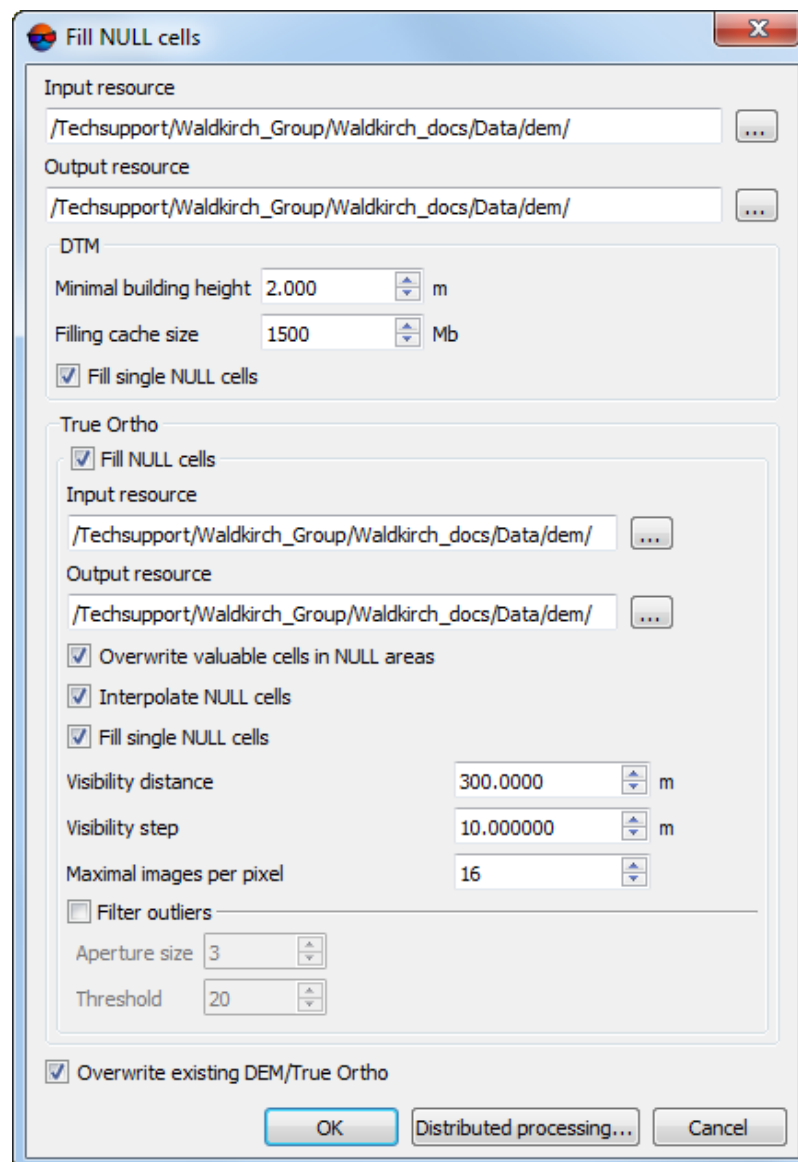 Fill NULL cells
Input resource
/Techsupport/Waldkirch_Group/Waldkirch_docs/Data/dem/ ...
Output resource
/Techsupport/Waldkirch_Group/Waldkirch_docs/Data/dem/ ...
DTM
Minimal building height 2.000 m
Filling cache size 1500 Mb
Fill single NULL cells
True Ortho
Fill NULL cells
Input resource
/Techsupport/Waldkirch_Group/Waldkirch_docs/Data/dem/ ...
Output resource
/Techsupport/Waldkirch_Group/Waldkirch_docs/Data/dem/ ...
Overwrite valuable cells in NULL areas
Interpolate NULL cells
Fill single NULL cells
Visibility distance 300.0000 m
Visibility step 10.000000 m
Maximal images per pixel 16
Filter outliers
Aperture size 3
Threshold 20
Overwrite existing DEM/True Ortho
OK Distributed processing... Cancel